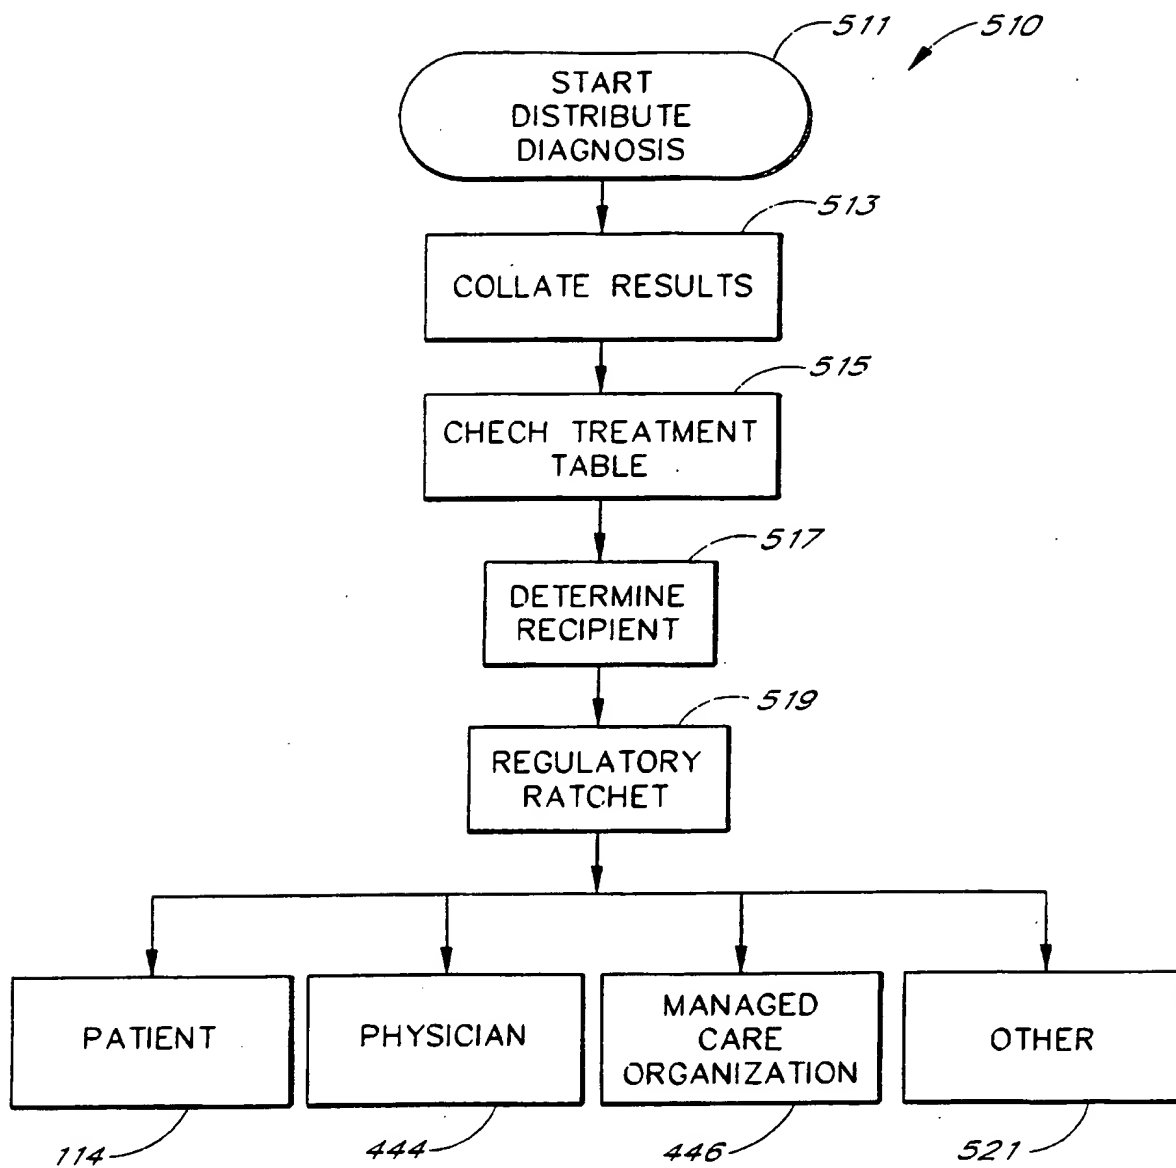 511
510
START
DISTRIBUTE
DIAGNOSIS
513
COLLATE RESULTS
515
CHECH TREATMENT
TABLE
517
DETERMINE
RECIPIENT
519
REGULATORY
RATCHET
PATIENT
PHYSICIAN
MANAGED
CARE
ORGANIZATION
OTHER
114
444
446
521